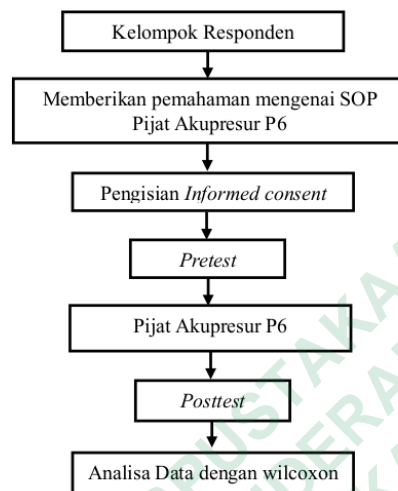 Kelompok Responden
Memberikan pemahaman mengenai SOP
Pijat Akupresur P6
Pengisian Informed consent
Pretest
Pijat Akupresur P6
Posttest
Analisa Data dengan wilcoxon